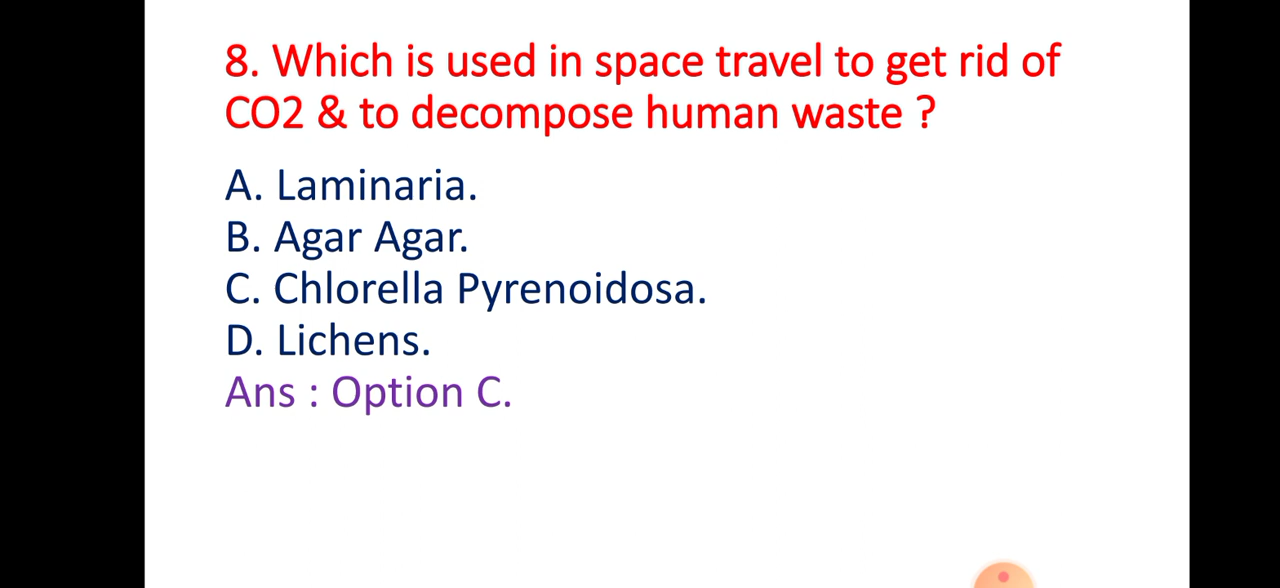 8. Which is used in space travel to get rid of
CO2 & to decompose human waste ?
A. Laminaria.
B. Agar Agar.
C. Chlorella Pyrenoidosa.
D. Lichens.
Ans : Option C.